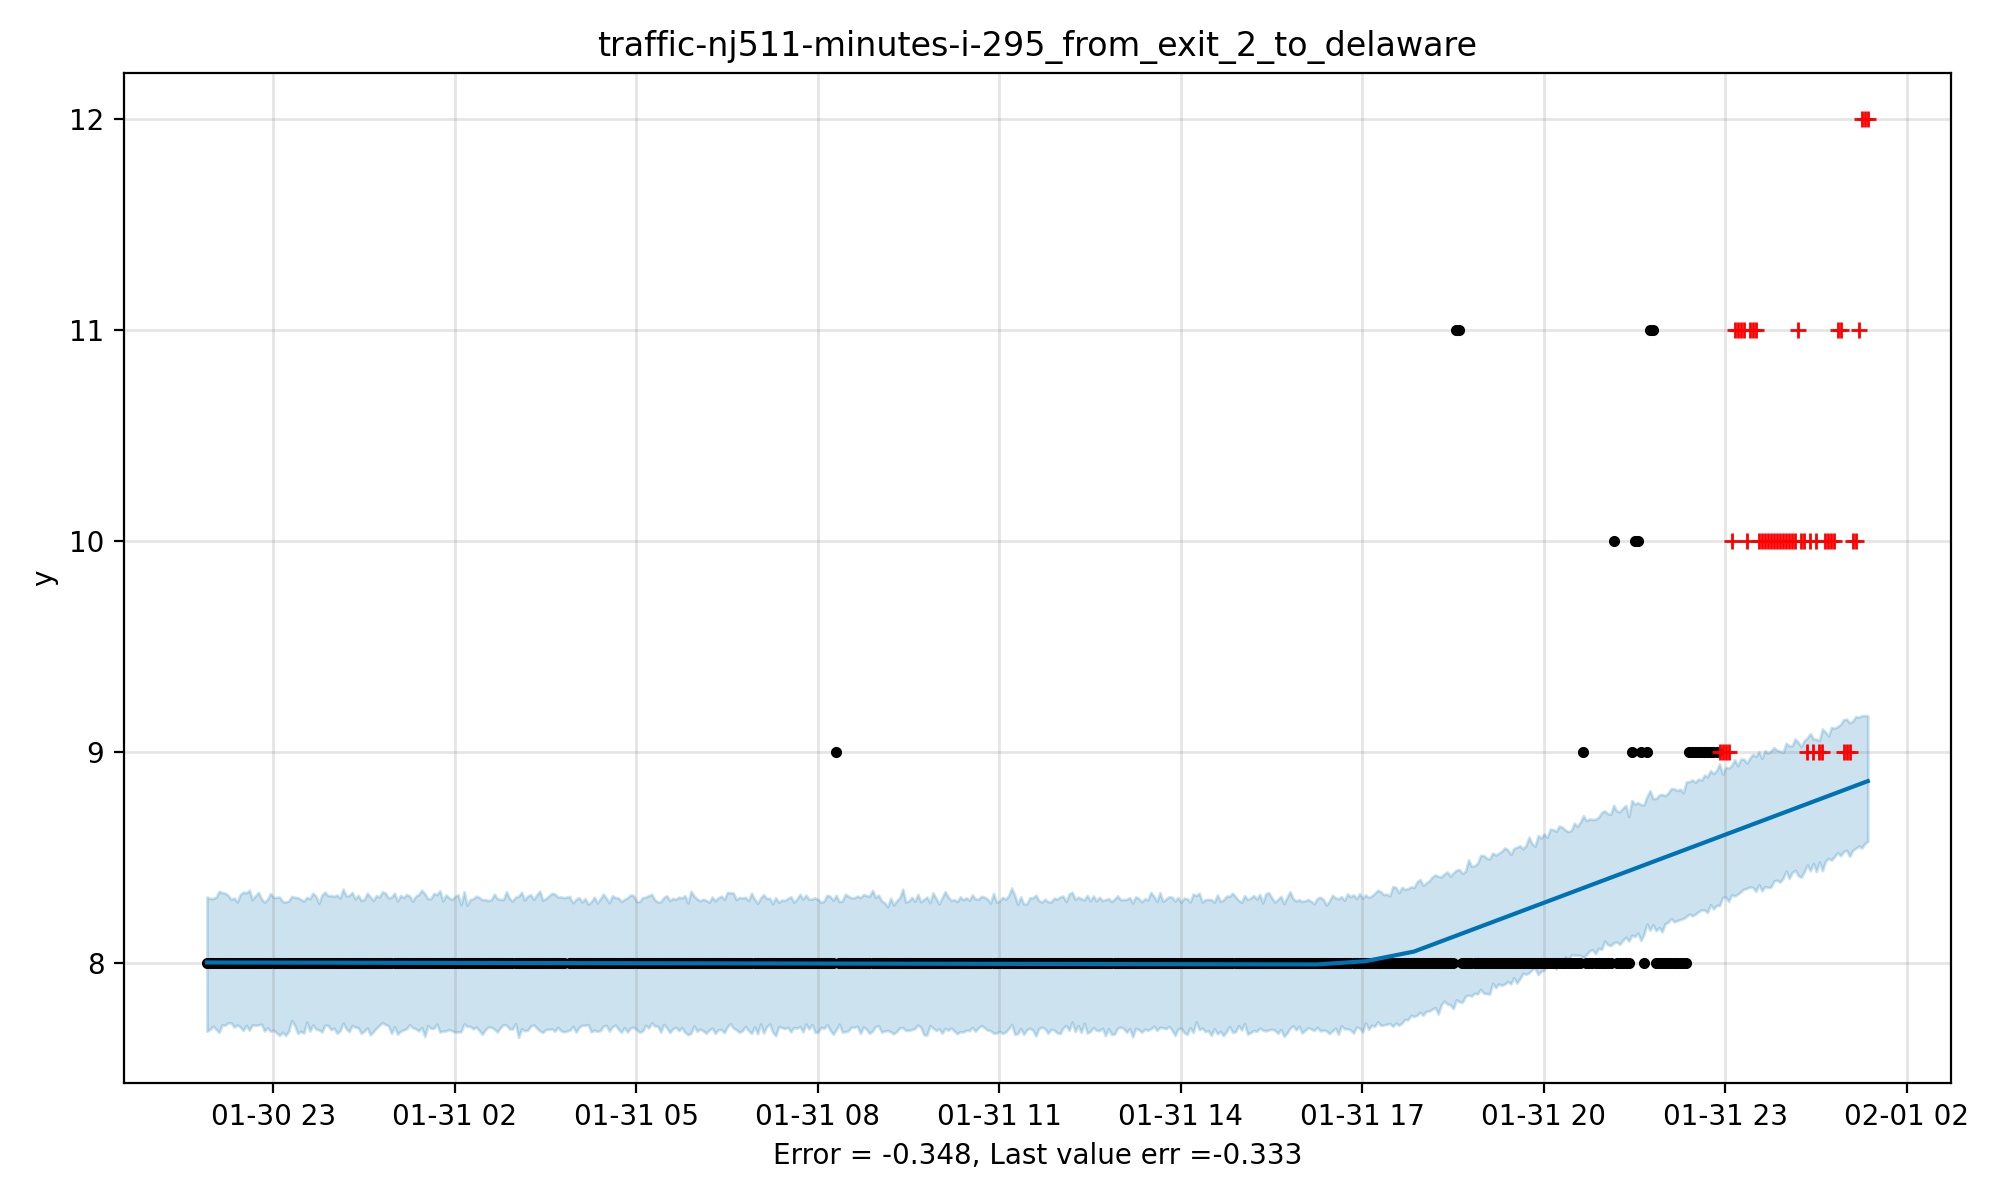 traffic-nj511-minutes-i-295_from_exit_2_to_delaware
12
11
10
9
8
y
01-30 23 01-31 02 01-31 05 01-31 08 01-31 11 01-31 14 01-31 17 01-31 20 01-31 23 02-01 02
Error = -0.348, Last value err =-0.333